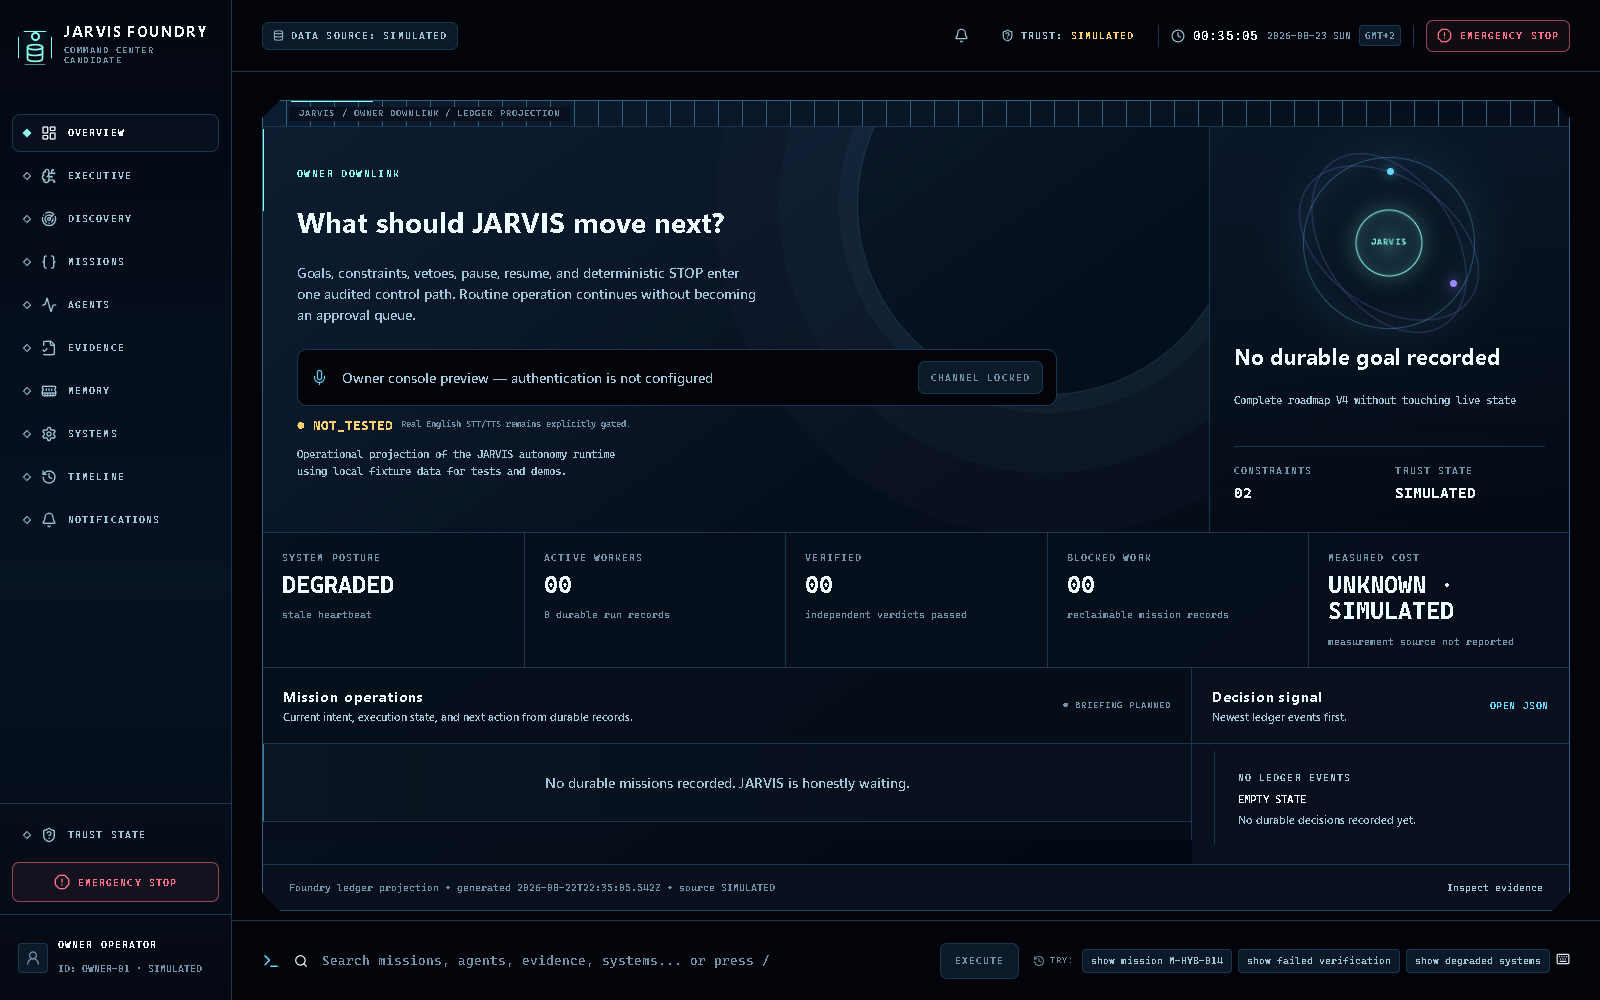 JARVIS FOUNDRY
COMMAND CENTER
CANDIDATE
DATA SOURCE: SIMULATED
TRUST: SIMULATED
00:35:05 2026-08-23 SUN GMT+2
EMERGENCY STOP
OVERVIEW
EXECUTIVE
DISCOVERY
MISSIONS
AGENTS
EVIDENCE
MEMORY
SYSTEMS
TIMELINE
NOTIFICATIONS
TRUST STATE
EMERGENCY STOP
OWNER OPERATOR
ID: OWNER-01 • SIMULATED
JARVIS / OWNER DOWNLINK / LEDGER PROJECTION
OWNER DOWNLINK
What should JARVIS move next?
Goals, constraints, vetoes, pause, resume, and deterministic STOP enter
one audited control path. Routine operation continues without becoming
an approval queue.
Owner console preview — authentication is not configured
CHANNEL LOCKED
NOT_TESTED Real English STT/TTS remains explicitly gated.
Operational projection of the JARVIS autonomy runtime
using local fixture data for tests and demos.
JARVIS
No durable goal recorded
Complete roadmap V4 without touching live state
CONSTRAINTS
02
TRUST STATE
SIMULATED
SYSTEM POSTURE
DEGRADED
stale heartbeat
ACTIVE WORKERS
00
0 durable run records
VERIFIED
00
independent verdicts passed
BLOCKED WORK
00
reclaimable mission records
MEASURED COST
UNKNOWN ·
SIMULATED
measurement source not reported
Mission operations
Current intent, execution state, and next action from durable records.
BRIEFING PLANNED
No durable missions recorded. JARVIS is honestly waiting.
Decision signal
Newest ledger events first.
OPEN JSON
NO LEDGER EVENTS
EMPTY STATE
No durable decisions recorded yet.
Foundry ledger projection • generated 2026-08-22T22:35:05.542Z • source SIMULATED
Inspect evidence
Search missions, agents, evidence, systems... or press /
EXECUTE
TRY:
show mission M-HYB-014
show failed verification
show degraded systems